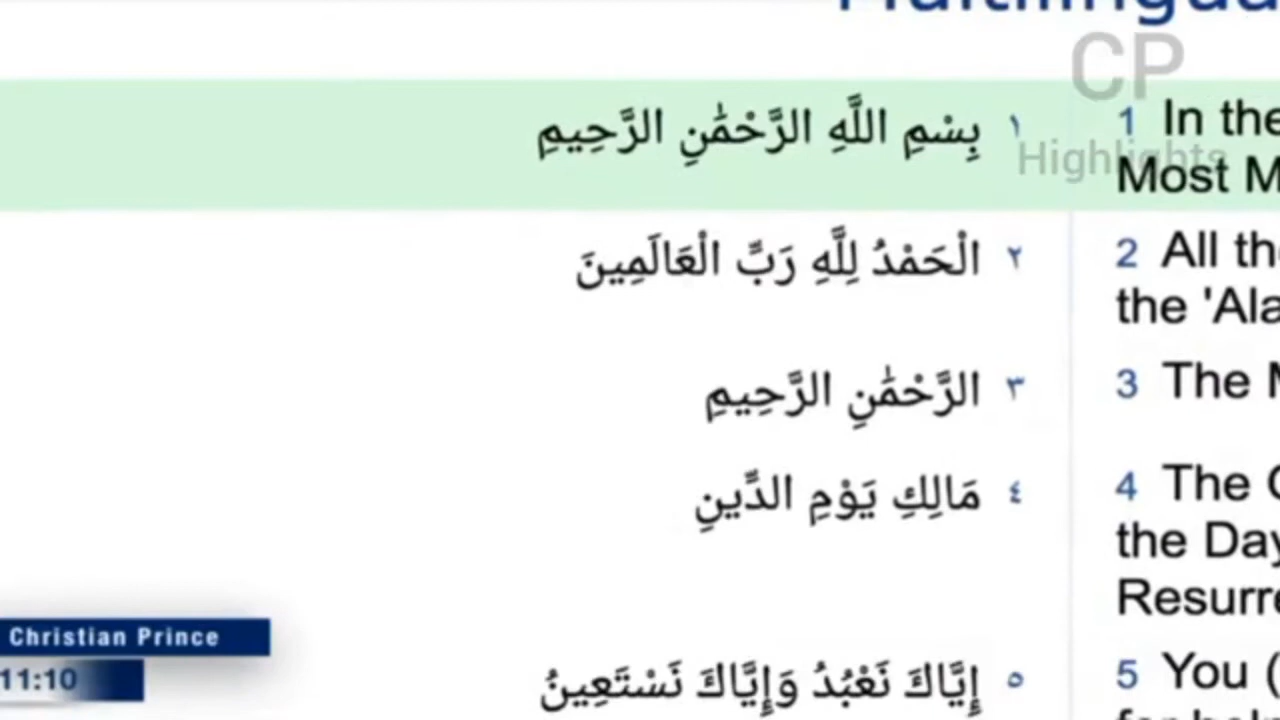 CP
Highlights
١ بِسْمِ اللَّهِ الرَّحْمَٰنِ الرَّحِيمِ
1 In the
Most M
٢ الْحَمْدُ لِلَّهِ رَبِّ الْعَالَمِينَ
2 All the
the 'Ala
٣ الرَّحْمَٰنِ الرَّحِيمِ
3 The M
٤ مَالِكِ يَوْمِ الدِّينِ
4 The O
the Day
Resurre
٥ إِيَّاكَ نَعْبُدُ وَإِيَّاكَ نَسْتَعِينُ
5 You (
Christian Prince
11:10